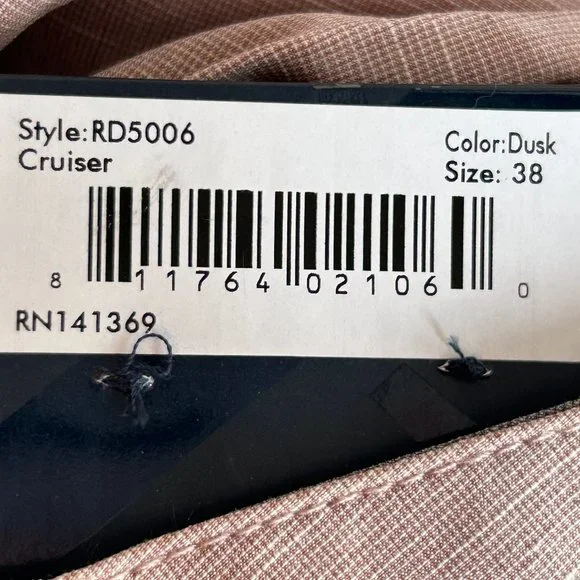 Style:RD5006
Cruiser
Color:Dusk
Size: 38
8 11764 02106 0
RN141369